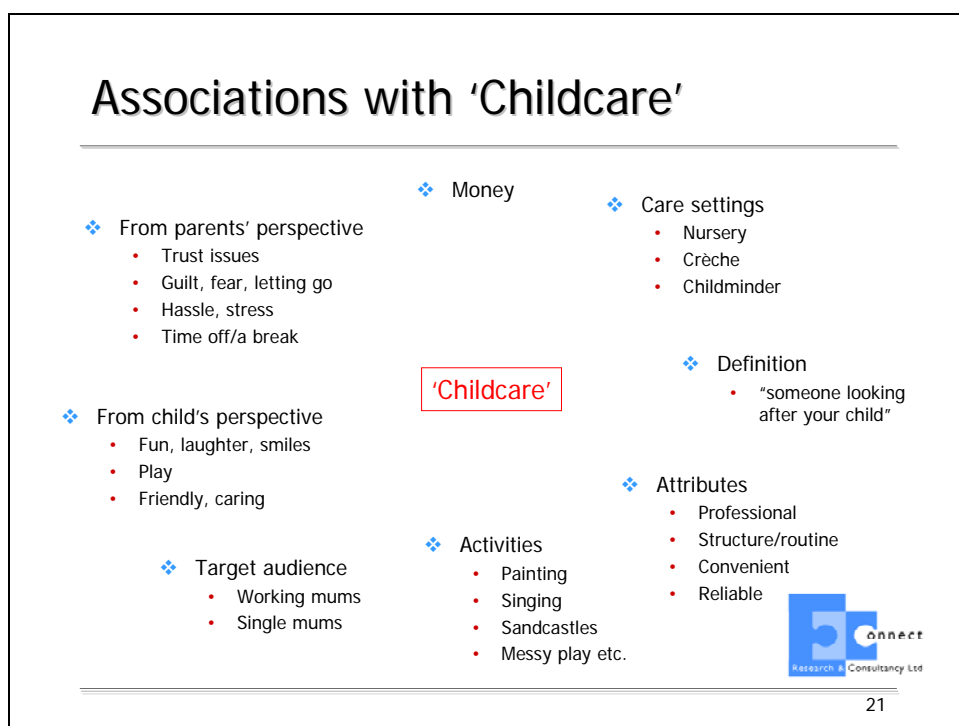 Associations with ‘Childcare’
Money
From parents’ perspective
Trust issues
Guilt, fear, letting go
Hassle, stress
Time off/a break
Care settings
Nursery
Crèche
Childminder
‘Childcare’
Definition
“someone looking
after your child”
From child’s perspective
Fun, laughter, smiles
Play
Friendly, caring
Attributes
Professional
Structure/routine
Convenient
Reliable
Target audience
Working mums
Single mums
Activities
Painting
Singing
Sandcastles
Messy play etc.
Connect
Research & Consultancy Ltd
21